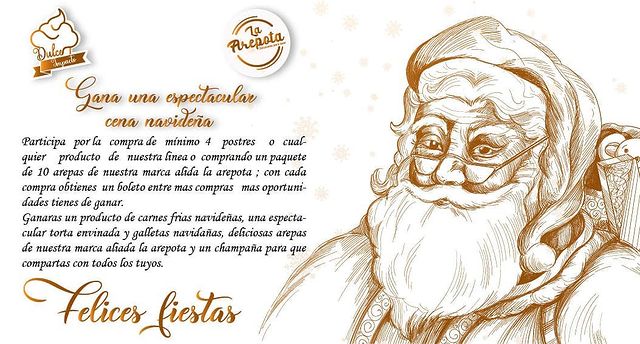 Dulce
Impacto
La
Arepota
Gana una espectacular
cena navideña
Participa por la compra de mínimo 4 postres o cual-
quier producto de nuestra linea o comprando un paquete
de 10 arepas de nuestra marca alida la arepota ; con cada
compra obtienes un boleto entre mas compras mas oportuni-
dades tienes de ganar.
Ganaras un producto de carnes frias navideñas, una especta-
cular torta envinada y galletas navidañas, deliciosas arepas
de nuestra marca aliada la arepota y un champaña para que
compartas con todos los tuyos.
Felices fiestas